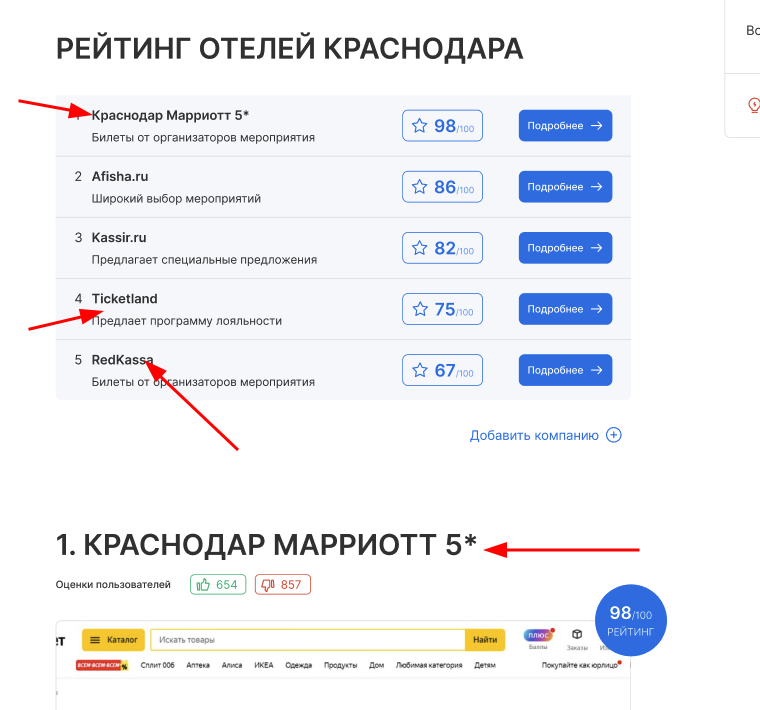 РЕЙТИНГ ОТЕЛЕЙ КРАСНОДАРА
Краснодар Марриотт 5*
Билеты от организаторов мероприятия
98/100
Подробнее
2 Afisha.ru
Широкий выбор мероприятий
86/100
Подробнее
3 Kassir.ru
Предлагает специальные предложения
82/100
Подробнее
4 Ticketland
Предлает программу лояльности
75/100
Подробнее
5 RedKassa
Билеты от организаторов мероприятия
67/100
Подробнее
Добавить компанию
1. КРАСНОДАР МАРРИОТТ 5*
Оценки пользователей 654 857
98/100
РЕЙТИНГ
Каталог Искать товары Найти плюс
Баллы Заказы
ВСЕМ-ВСЕМ-ВСЕМ % Сплит 006 Аптека Алиса ИКЕА Одежда Продукты Дом Любимая категория Детям Покупайте как юрлицо